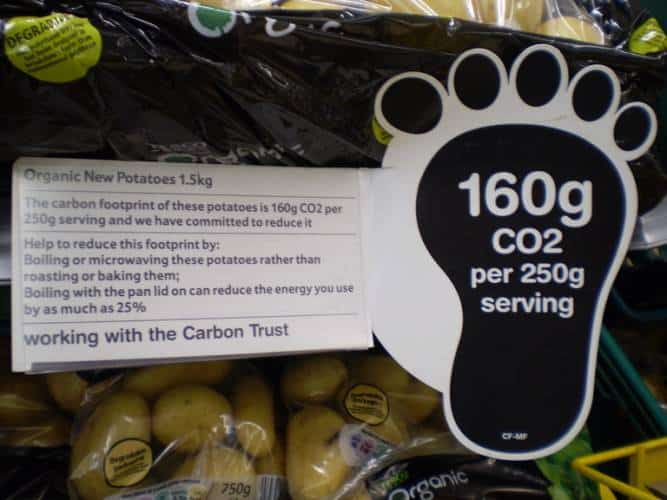 DEGRADABLE
Organic New Potatoes 1.5kg
The carbon footprint of these potatoes is 160g CO2 per
250g serving and we have committed to reduce it
Help to reduce this footprint by:
Boiling or microwaving these potatoes rather than
roasting or baking them;
Boiling with the pan lid on can reduce the energy you use
by as much as 25%
working with the Carbon Trust
160g
CO2
per 250g
serving
CF-MF
750g
Organic